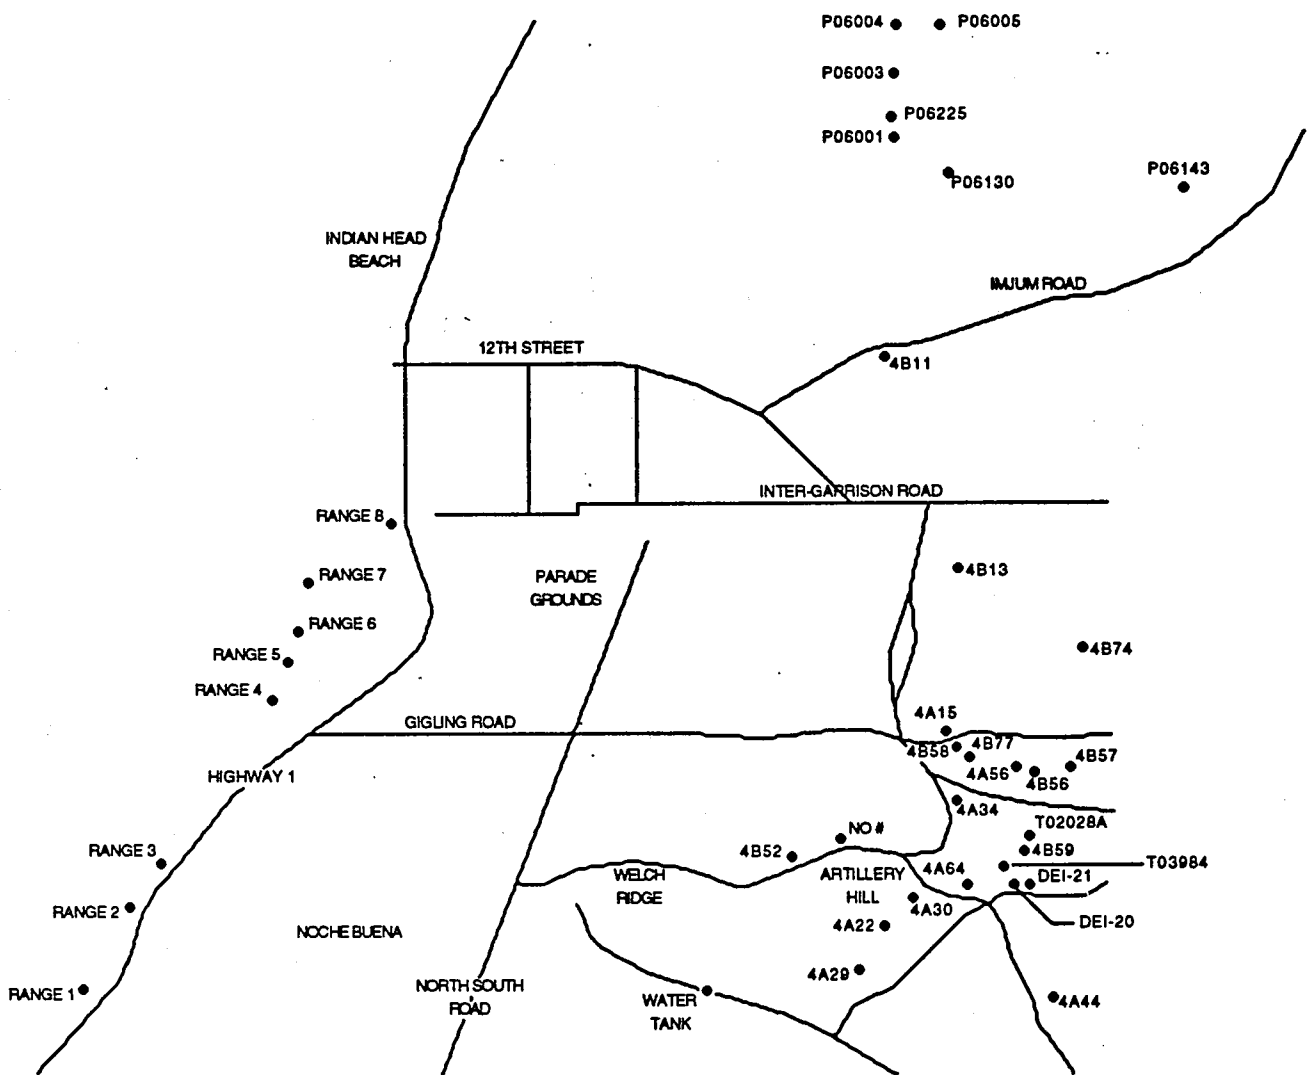 P06004
P06005
P06003
P06225
P06001
P06130
P06143
INDIAN HEAD
BEACH
IMJUM ROAD
12TH STREET
4B11
INTER-GARRISON ROAD
RANGE 8
RANGE 7
PARADE
GROUNDS
4B13
RANGE 6
RANGE 5
4B74
RANGE 4
4A15
GIGLING ROAD
4B58
4B77
4B57
HIGHWAY 1
4A56
4B56
4A34
T02028A
NO #
RANGE 3
4B52
4B59
T03984
WELCH
RIDGE
ARTILLERY
HILL
4A64
DEI-21
RANGE 2
4A30
4A22
DEI-20
NOCHE BUENA
4A29
RANGE 1
NORTH SOUTH
ROAD
WATER
TANK
4A44